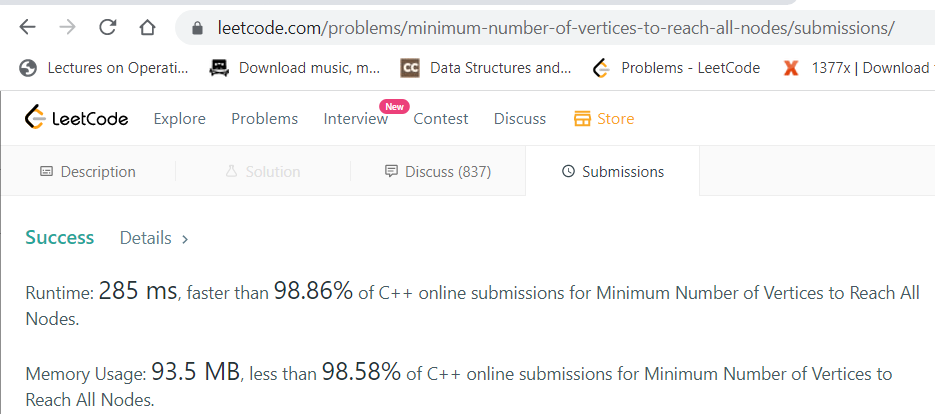 leetcode.com/problems/minimum-number-of-vertices-to-reach-all-nodes/submissions/
Lectures on Operati... Download music, m... CC Data Structures and... Problems - LeetCode X 1377x | Download
LeetCode Explore Problems Interview New Contest Discuss Store
Description Solution Discuss (837) Submissions
Success Details >
Runtime: 285 ms, faster than 98.86% of C++ online submissions for Minimum Number of Vertices to Reach All
Nodes.
Memory Usage: 93.5 MB, less than 98.58% of C++ online submissions for Minimum Number of Vertices to
Reach All Nodes.